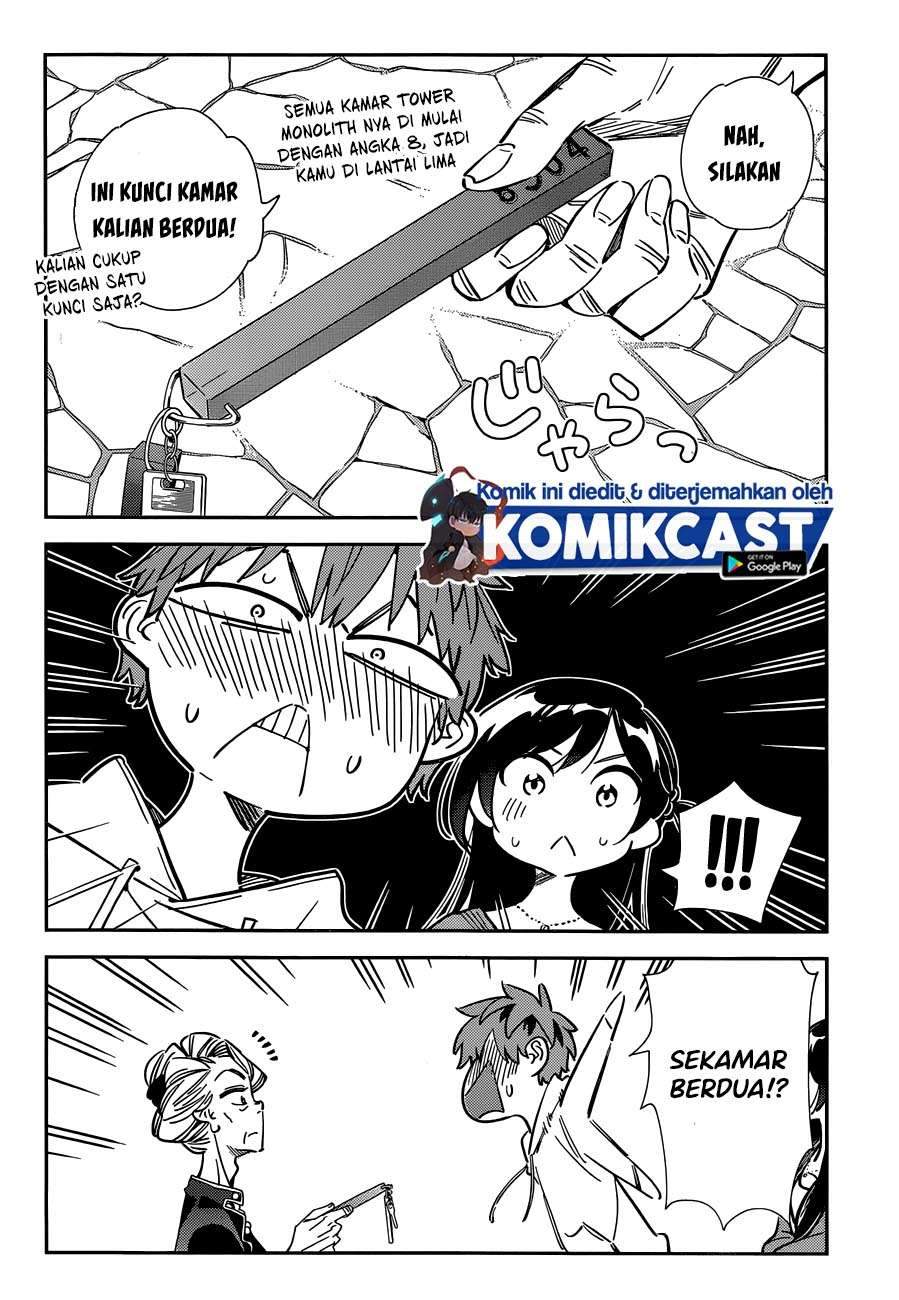 NAH,
SILAKAN
SEMUA KAMAR TOWER
MONOLITH NYA DI MULAI
DENGAN ANGKA 8, JADI
KAMU DI LANTAI LIMA
8504
INI KUNCI KAMAR
KALIAN BERDUA!
KALIAN CUKUP
DENGAN SATU
KUNCI SAJA?
じゃらっ
Komik ini diedit & diterjemahkan oleh
KOMIKCAST
GET IT ON
Google Play
!!!
SEKAMAR
BERDUA!?